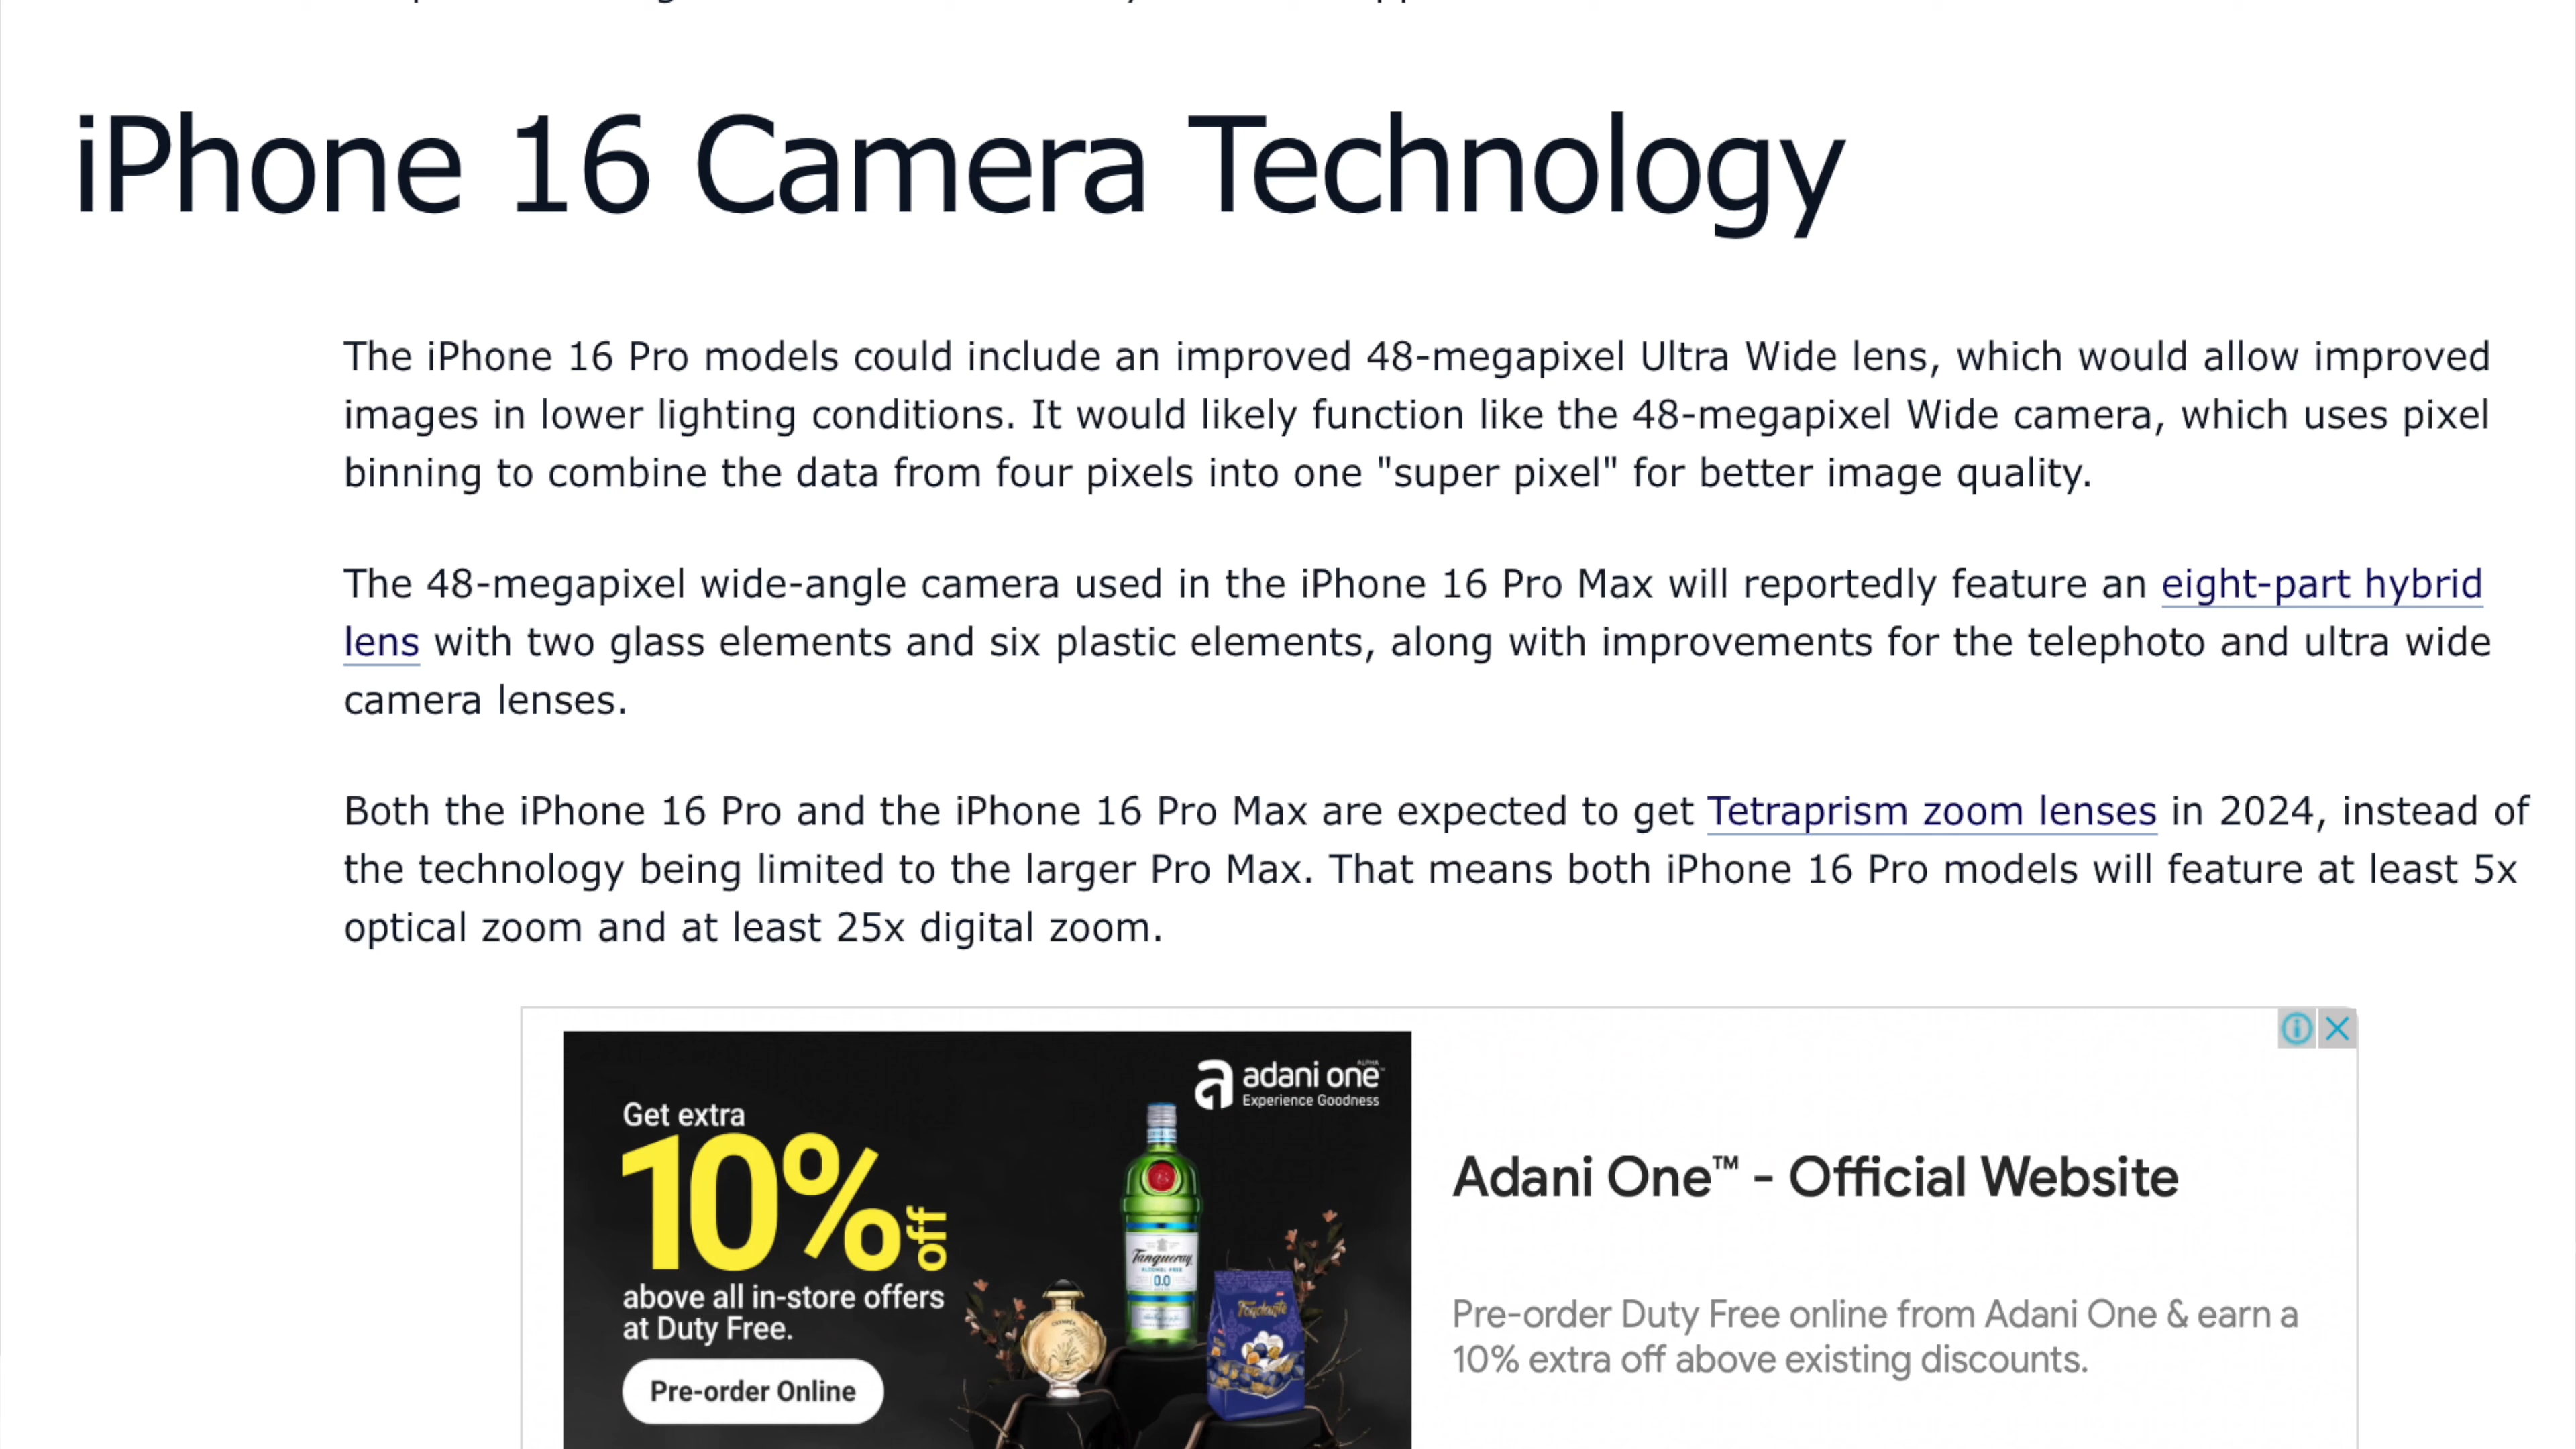 iPhone 16 Camera Technology
The iPhone 16 Pro models could include an improved 48-megapixel Ultra Wide lens, which would allow improved
images in lower lighting conditions. It would likely function like the 48-megapixel Wide camera, which uses pixel
binning to combine the data from four pixels into one "super pixel" for better image quality.
The 48-megapixel wide-angle camera used in the iPhone 16 Pro Max will reportedly feature an eight-part hybrid
lens with two glass elements and six plastic elements, along with improvements for the telephoto and ultra wide
camera lenses.
Both the iPhone 16 Pro and the iPhone 16 Pro Max are expected to get Tetraprism zoom lenses in 2024, instead of
the technology being limited to the larger Pro Max. That means both iPhone 16 Pro models will feature at least 5x
optical zoom and at least 25x digital zoom.
ALPHA
adani one
Experience Goodness
Get extra
10% off
above all in-store offers
at Duty Free.
Pre-order Online
Tanqueray
ALCOHOL FREE
0.0
Adani One™ - Official Website
Pre-order Duty Free online from Adani One & earn a
10% extra off above existing discounts.